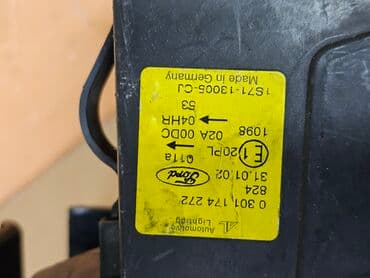 Automotive
Lighting
0 301 174 272
824
31.01.02
Ford
011a
E1
20PL
02A 00DC
1098
04HR
53
1S71-13005-CJ
Made in Germany